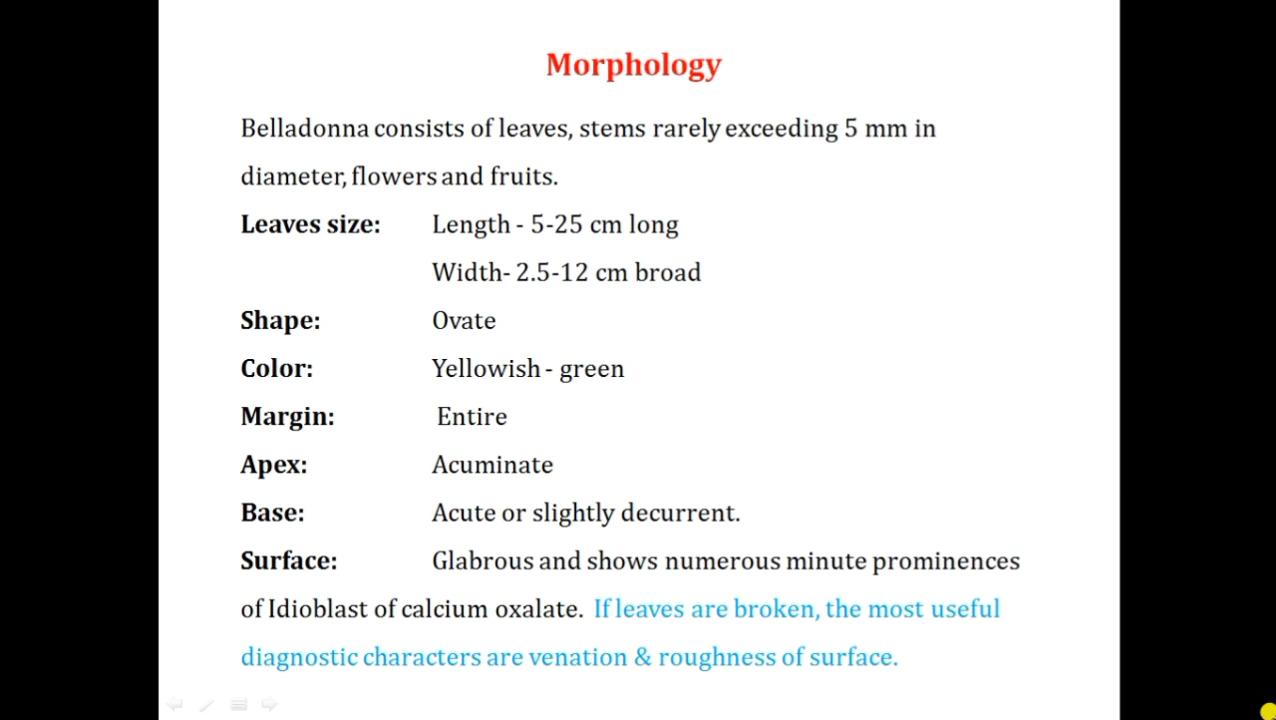 Morphology
Belladonna consists of leaves, stems rarely exceeding 5 mm in
diameter, flowers and fruits.
Leaves size: Length - 5-25 cm long
Width- 2.5-12 cm broad
Shape: Ovate
Color: Yellowish - green
Margin: Entire
Apex: Acuminate
Base: Acute or slightly decurrent.
Surface: Glabrous and shows numerous minute prominences
of Idioblast of calcium oxalate. If leaves are broken, the most useful
diagnostic characters are venation & roughness of surface.